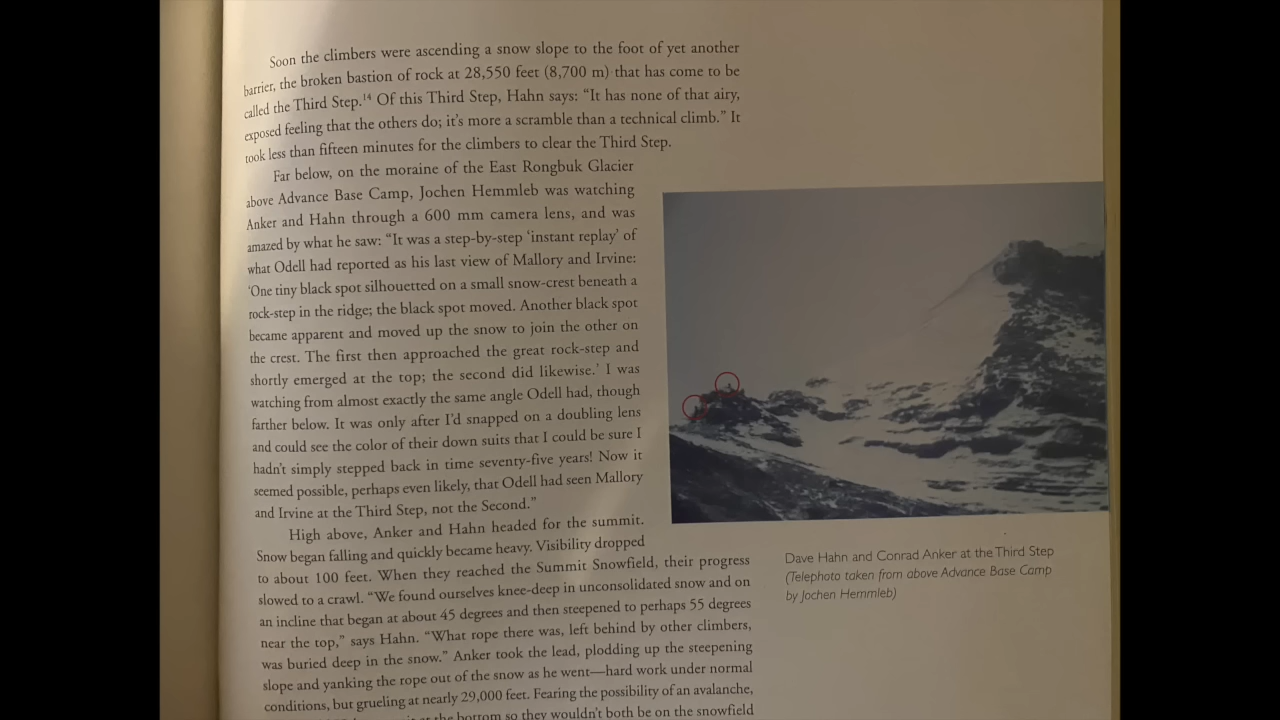 Soon the climbers were ascending a snow slope to the foot of yet another
barrier, the broken bastion of rock at 28,550 feet (8,700 m) that has come to be
called the Third Step.¹⁴ Of this Third Step, Hahn says: “It has none of that airy,
exposed feeling that the others do; it’s more a scramble than a technical climb.” It
took less than fifteen minutes for the climbers to clear the Third Step.
Far below, on the moraine of the East Rongbuk Glacier
above Advance Base Camp, Jochen Hemmleb was watching
Anker and Hahn through a 600 mm camera lens, and was
amazed by what he saw: “It was a step-by-step ‘instant replay’ of
what Odell had reported as his last view of Mallory and Irvine:
‘One tiny black spot silhouetted on a small snow-crest beneath a
rock-step in the ridge; the black spot moved. Another black spot
became apparent and moved up the snow to join the other on
the crest. The first then approached the great rock-step and
shortly emerged at the top; the second did likewise.’ I was
watching from almost exactly the same angle Odell had, though
farther below. It was only after I’d snapped on a doubling lens
and could see the color of their down suits that I could be sure I
hadn’t simply stepped back in time seventy-five years! Now it
seemed possible, perhaps even likely, that Odell had seen Mallory
and Irvine at the Third Step, not the Second.”
High above, Anker and Hahn headed for the summit.
Snow began falling and quickly became heavy. Visibility dropped
to about 100 feet. When they reached the Summit Snowfield, their progress
slowed to a crawl. “We found ourselves knee-deep in unconsolidated snow and on
an incline that began at about 45 degrees and then steepened to perhaps 55 degrees
near the top,” says Hahn. “What rope there was, left behind by other climbers,
was buried deep in the snow.” Anker took the lead, plodding up the steepening
slope and yanking the rope out of the snow as he went—hard work under normal
conditions, but grueling at nearly 29,000 feet. Fearing the possibility of an avalanche,
at the bottom so they wouldn’t both be on the snowfield
Dave Hahn and Conrad Anker at the Third Step
(Telephoto taken from above Advance Base Camp
by Jochen Hemmleb)